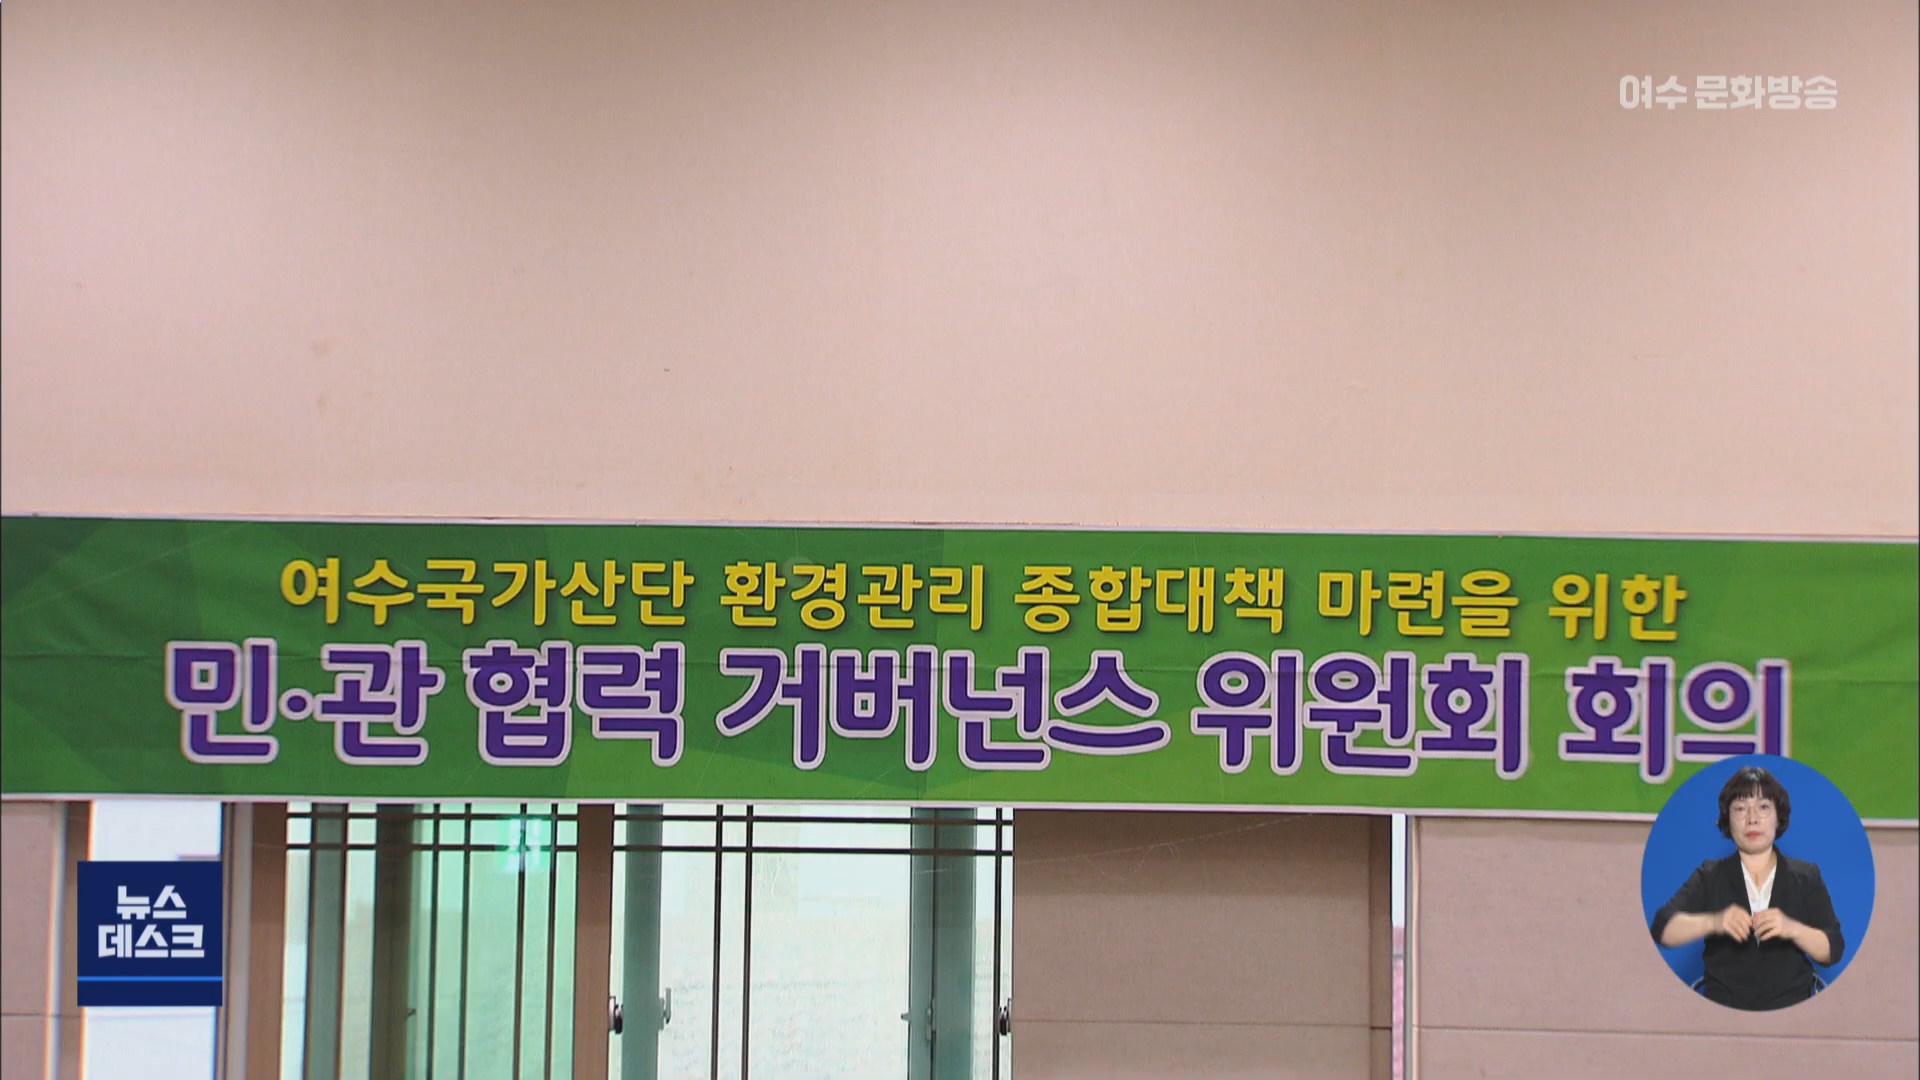 여수 문화방송
여수국가산단 환경관리 종합대책 마련을 위한
민·관 협력 거버넌스 위원회 회의
뉴스
데스크